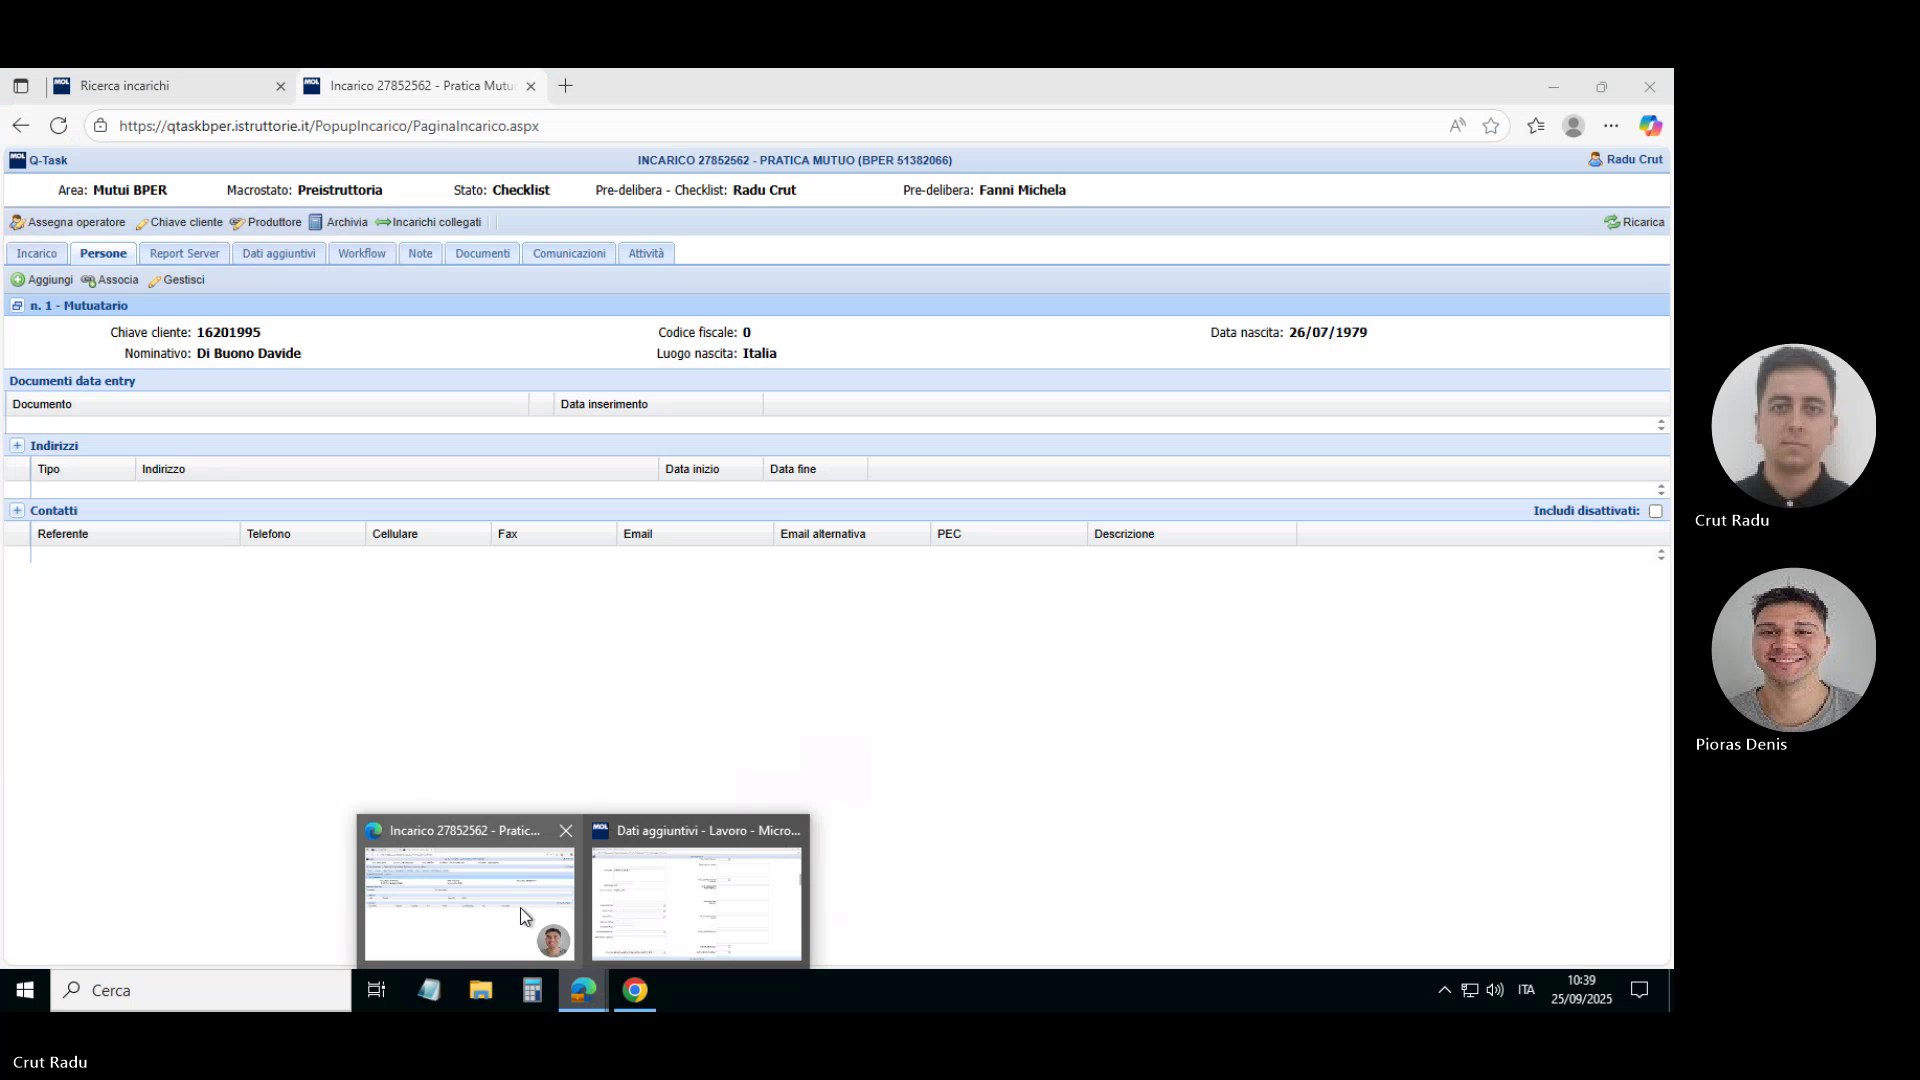 Ricerca incarichi
Incarico 27852562 - Pratica Mutu
https://qtaskbper.istruttorie.it/PopupIncarico/PaginaIncarico.aspx
MOL Q-Task INCARICO 27852562 - PRATICA MUTUO (BPER 51382066) Radu Crut
Area: Mutui BPER Macrostato: Preistruttoria Stato: Checklist Pre-delibera - Checklist: Radu Crut Pre-delibera: Fanni Michela
Assegna operatore Chiave cliente Produttore Archivia Incarichi collegati Ricarica
Incarico Persone Report Server Dati aggiuntivi Workflow Note Documenti Comunicazioni Attività
Aggiungi Associa Gestisci
n. 1 - Mutuatario
Chiave cliente: 16201995 Codice fiscale: 0 Data nascita: 26/07/1979
Nominativo: Di Buono Davide Luogo nascita: Italia
Documenti data entry
Documento Data inserimento
Indirizzi
Tipo Indirizzo Data inizio Data fine
Contatti Includi disattivati:
Referente Telefono Cellulare Fax Email Email alternativa PEC Descrizione
Incarico 27852562 - Pratic... MOL Dati aggiuntivi - Lavoro - Micro...
Cerca
ITA
10:39
25/09/2025
Crut Radu
Pioras Denis
Crut Radu